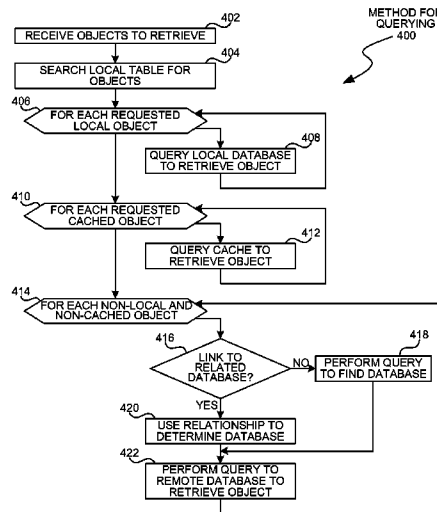 METHOD FOR
QUERYING
400
402
RECEIVE OBJECTS TO RETRIEVE
404
SEARCH LOCAL TABLE FOR
OBJECTS
406
FOR EACH REQUESTED
LOCAL OBJECT
408
QUERY LOCAL DATABASE
TO RETRIEVE OBJECT
410
FOR EACH REQUESTED
CACHED OBJECT
412
QUERY CACHE TO
RETRIEVE OBJECT
414
FOR EACH NON-LOCAL AND
NON-CACHED OBJECT
416
LINK TO
RELATED
DATABASE?
NO
418
PERFORM QUERY
TO FIND DATABASE
YES
420
USE RELATIONSHIP TO
DETERMINE DATABASE
422
PERFORM QUERY TO
REMOTE DATABASE TO
RETRIEVE OBJECT